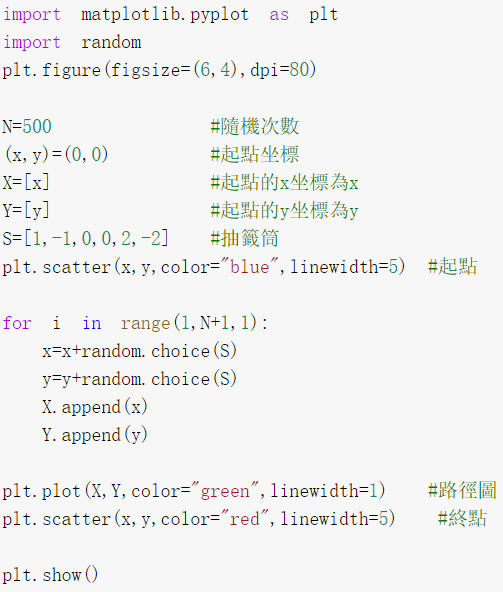 import matplotlib.pyplot as plt
import random
plt.figure(figsize=(6,4),dpi=80)
N=500 #隨機次數
(x,y)=(0,0) #起點坐標
X=[x] #起點的x坐標為x
Y=[y] #起點的y坐標為y
S=[1,-1,0,0,2,-2] #抽籤筒
plt.scatter(x,y,color="blue",linewidth=5) #起點
for i in range(1,N+1,1):
    x=x+random.choice(S)
    y=y+random.choice(S)
    X.append(x)
    Y.append(y)
plt.plot(X,Y,color="green",linewidth=1) #路徑圖
plt.scatter(x,y,color="red",linewidth=5) #終點
plt.show()